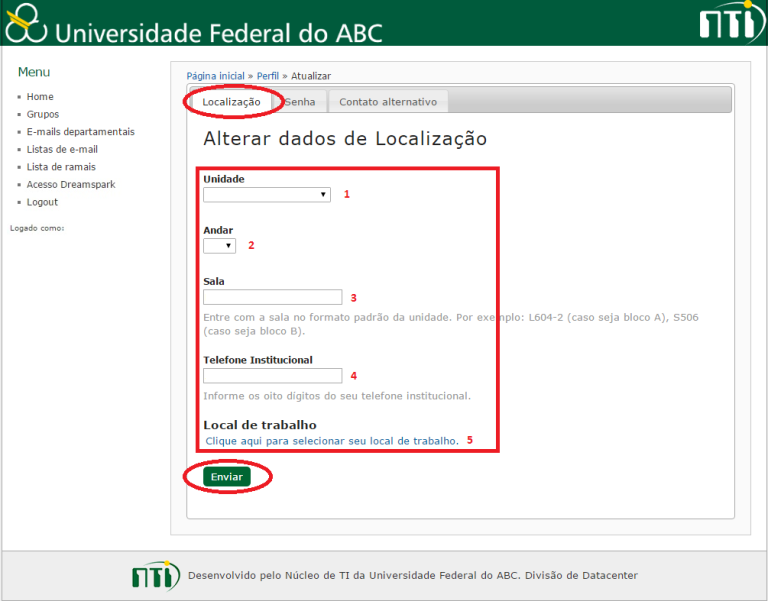 Universidade Federal do ABC
NTI
Menu
Home
Grupos
E-mails departamentais
Listas de e-mail
Lista de ramais
Acesso Dreamspark
Logout
Logado como:
Página inicial » Perfil » Atualizar
Localização Senha Contato alternativo
Alterar dados de Localização
Unidade
1
Andar
2
Sala
3
Entre com a sala no formato padrão da unidade. Por exemplo: L604-2 (caso seja bloco A), S506
(caso seja bloco B).
Telefone Institucional
4
Informe os oito dígitos do seu telefone institucional.
Local de trabalho
Clique aqui para selecionar seu local de trabalho. 5
Enviar
NTI Desenvolvido pelo Núcleo de TI da Universidade Federal do ABC. Divisão de Datacenter